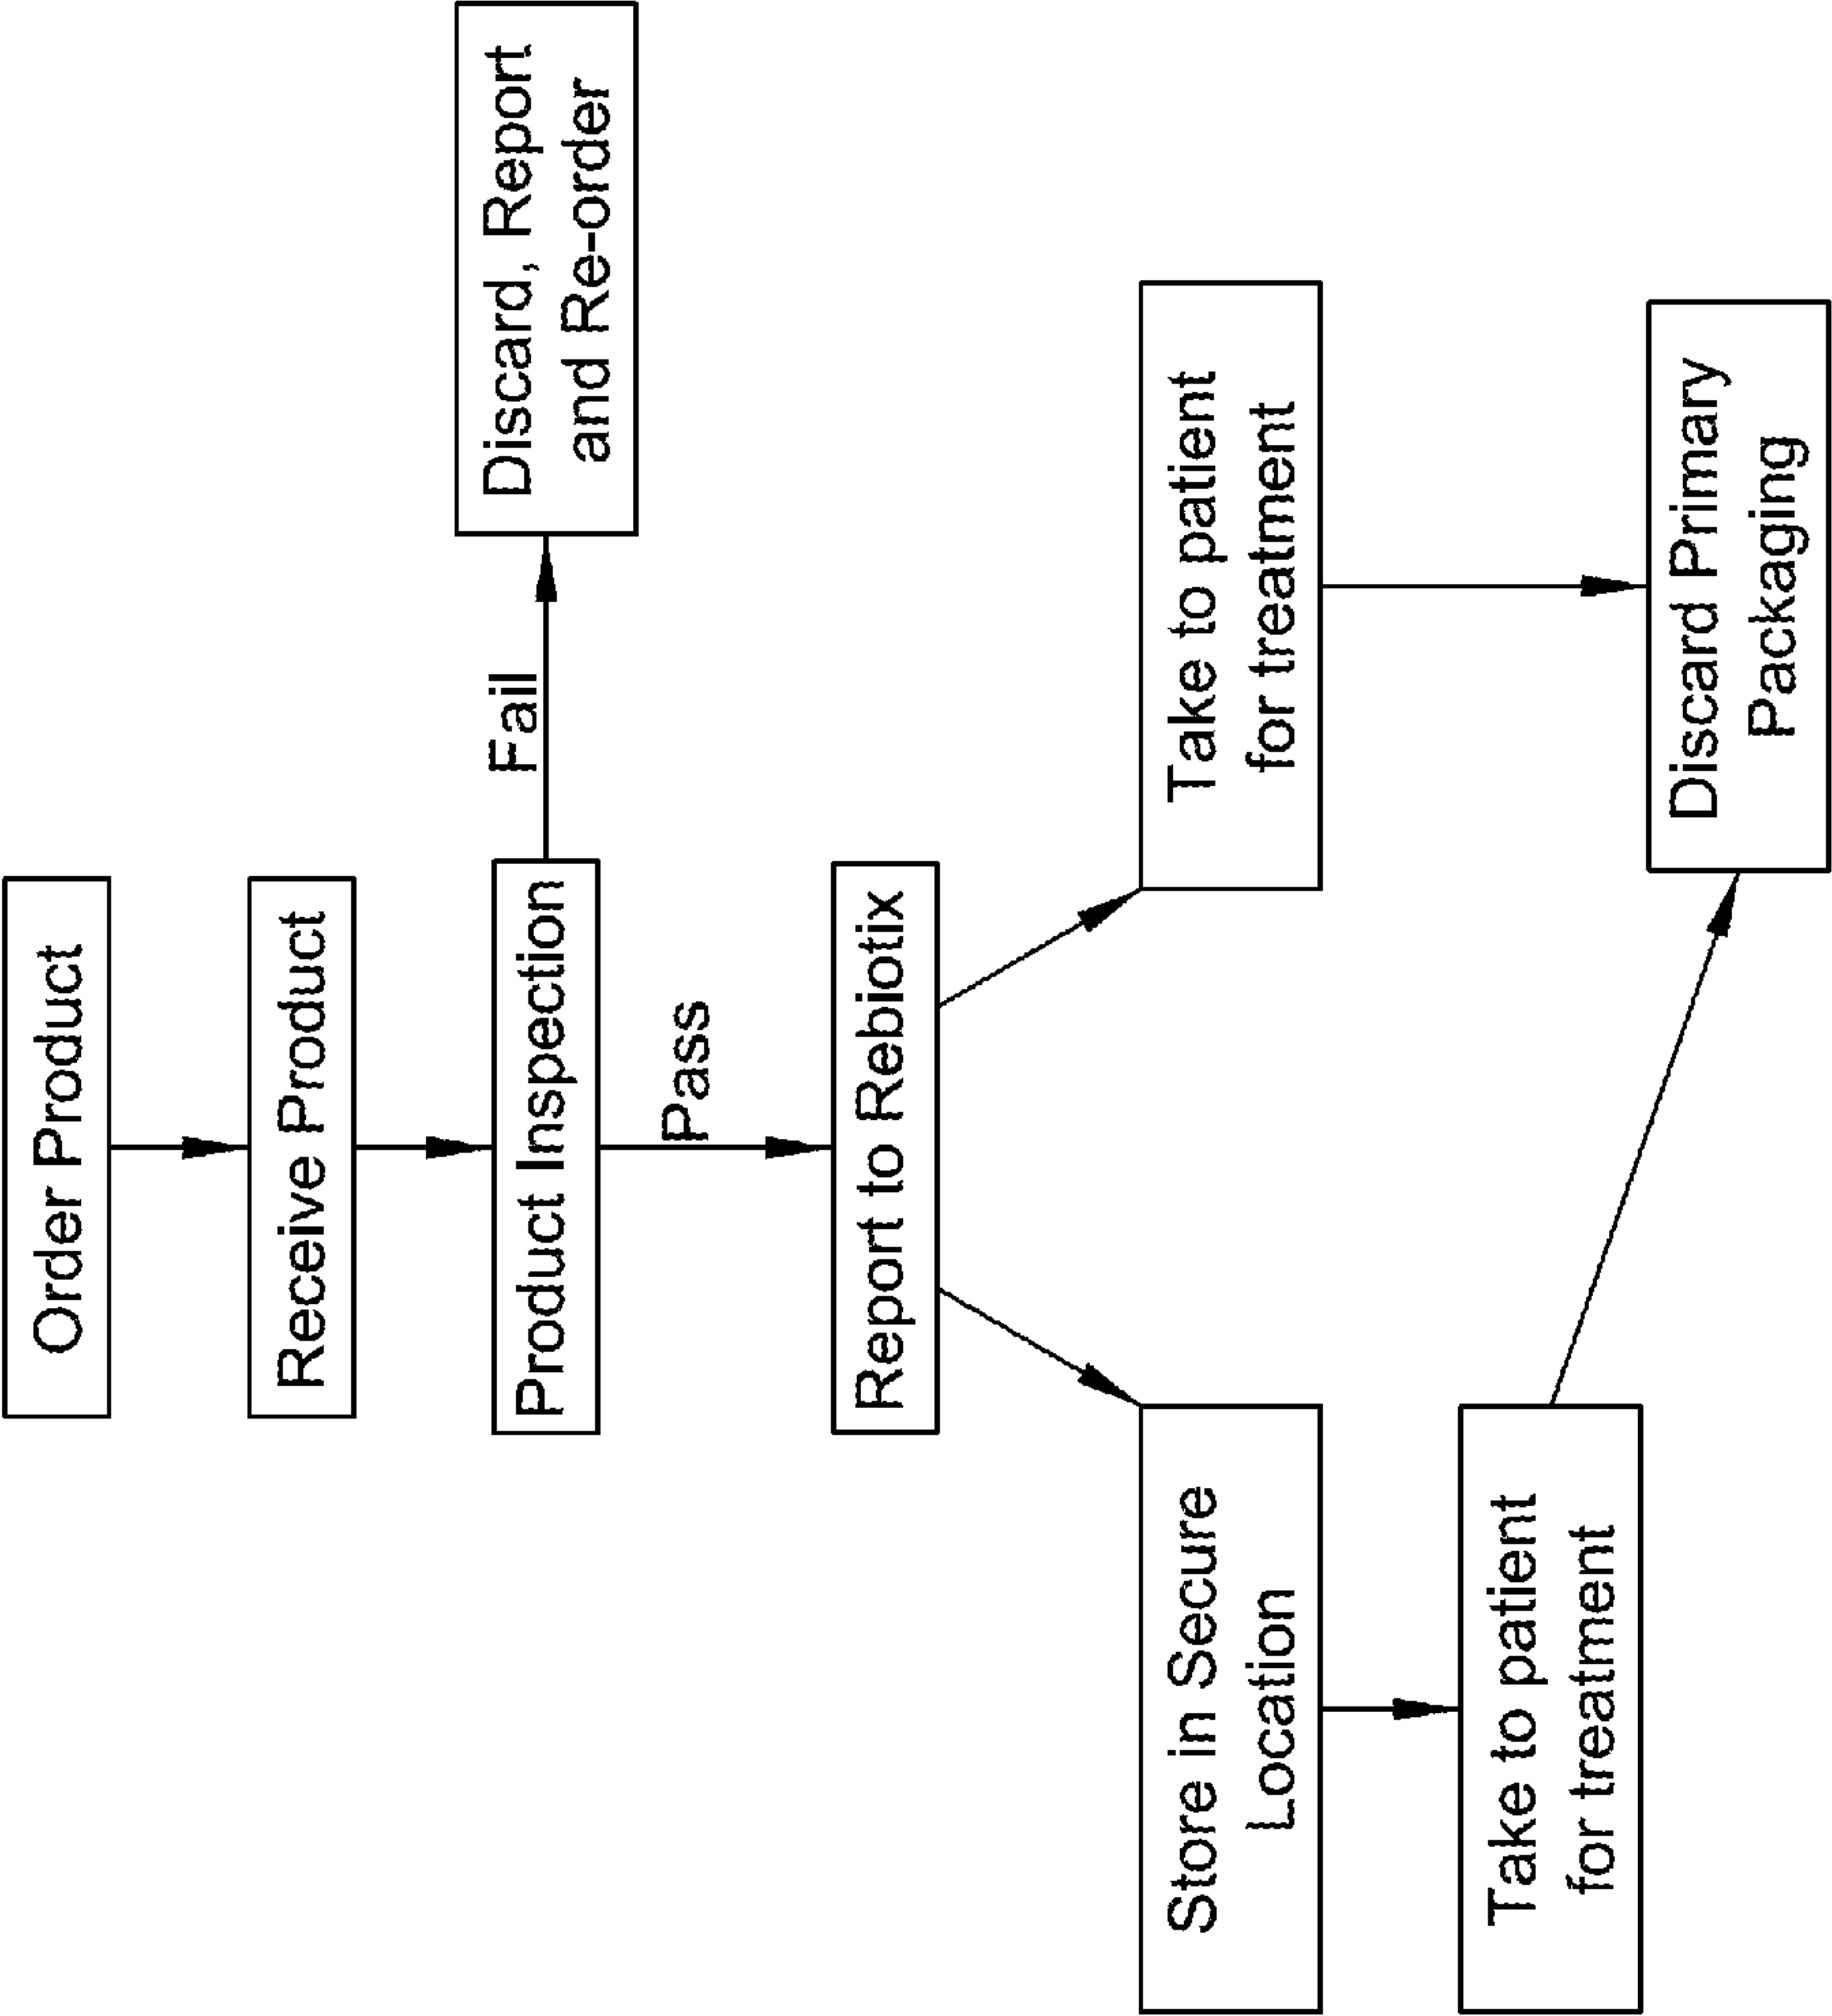 Order Product
Receive Product
Product Inspection
Fail
Discard, Report
and Re-order
Pass
Report to Rebiotix
Store in Secure
Location
Take to patient
for treatment
Take to patient
for treatment
Discard Primary
Packaging